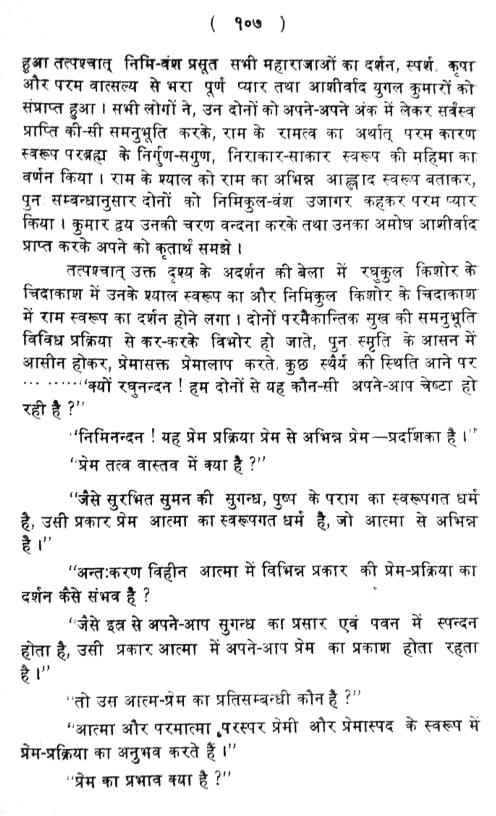 ( १०७ )
हुआ तत्पश्चात् निमि-वंश प्रसूत सभी महाराजाओं का दर्शन, स्पर्श, कृपा
और परम वात्सल्य से भरा पूर्ण प्यार तथा आशीर्वाद युगल कुमारों को
संप्राप्त हुआ । सभी लोगों ने, उन दोनों को अपने-अपने अंक में लेकर सर्वस्व
प्राप्ति की-सी समनुभूति करके, राम के रामत्व का अर्थात् परम कारण
स्वरूप परब्रह्म के निर्गुण-सगुण, निराकार-साकार स्वरूप की महिमा का
वर्णन किया । राम के श्याल को राम का अभिन्न आह्लाद स्वरूप बताकर,
पुन सम्बन्धानुसार दोनों को निमिकुल-वंश उजागर कहकर परम प्यार
किया । कुमार द्वय उनकी चरण वन्दना करके तथा उनका अमोघ आशीर्वाद
प्राप्त करके अपने को कृतार्थ समझे ।
तत्पश्चात् उक्त दृश्य के अदर्शन की बेला में रघुकुल किशोर के
चिदाकाश में उनके श्याल स्वरूप का और निमिकुल किशोर के चिदाकाश
में राम स्वरूप का दर्शन होने लगा । दोनों परमैकान्तिक सुख की समनुभूति
विविध प्रक्रिया से कर-करके विभोर हो जाते, पुन स्मृति के आसन में
आसीन होकर, प्रेमासक्त प्रेमालाप करते. कुछ स्थैर्य की स्थिति आने पर
··· ··· ······"क्यों रघुनन्दन ! हम दोनों से यह कौन-सी अपने-आप चेष्टा हो
रही है ?"
"निमिनन्दन ! यह प्रेम प्रक्रिया प्रेम से अभिन्न प्रेम—प्रदर्शिका है ।"
"प्रेम तत्व वास्तव में क्या है ?"
"जैसे सुरभित सुमन की सुगन्ध, पुष्प के पराग का स्वरूपगत धर्म
है, उसी प्रकार प्रेम आत्मा का स्वरूपगत धर्म है, जो आत्मा से अभिन्न
है ।"
"अन्तःकरण विहीन आत्मा में विभिन्न प्रकार की प्रेम-प्रक्रिया का
दर्शन कैसे संभव है ?
"जैसे इत्र से अपने-आप सुगन्ध का प्रसार एवं पवन में स्पन्दन
होता है, उसी प्रकार आत्मा में अपने-आप प्रेम का प्रकाश होता रहता
है ।"
"तो उस आत्म-प्रेम का प्रतिसम्बन्धी कौन है ?"
"आत्मा और परमात्मा परस्पर प्रेमी और प्रेमास्पद के स्वरूप में
प्रेम-प्रक्रिया का अनुभव करते हैं ।"
"प्रेम का प्रभाव क्या है ?"